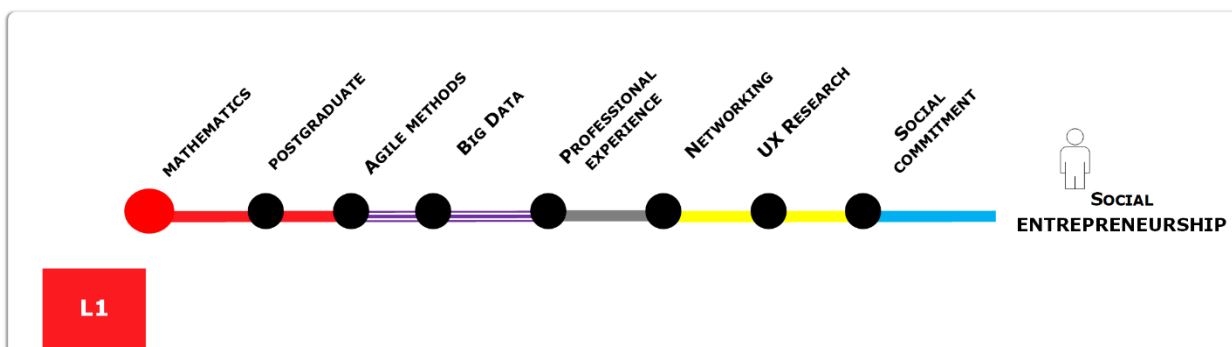 MATHEMATICS
POSTGRADUATE
AGILE METHODS
BIG DATA
PROFESSIONAL
EXPERIENCE
NETWORKING
UX RESEARCH
SOCIAL
COMMITMENT
SOCIAL
ENTREPRENEURSHIP
L1